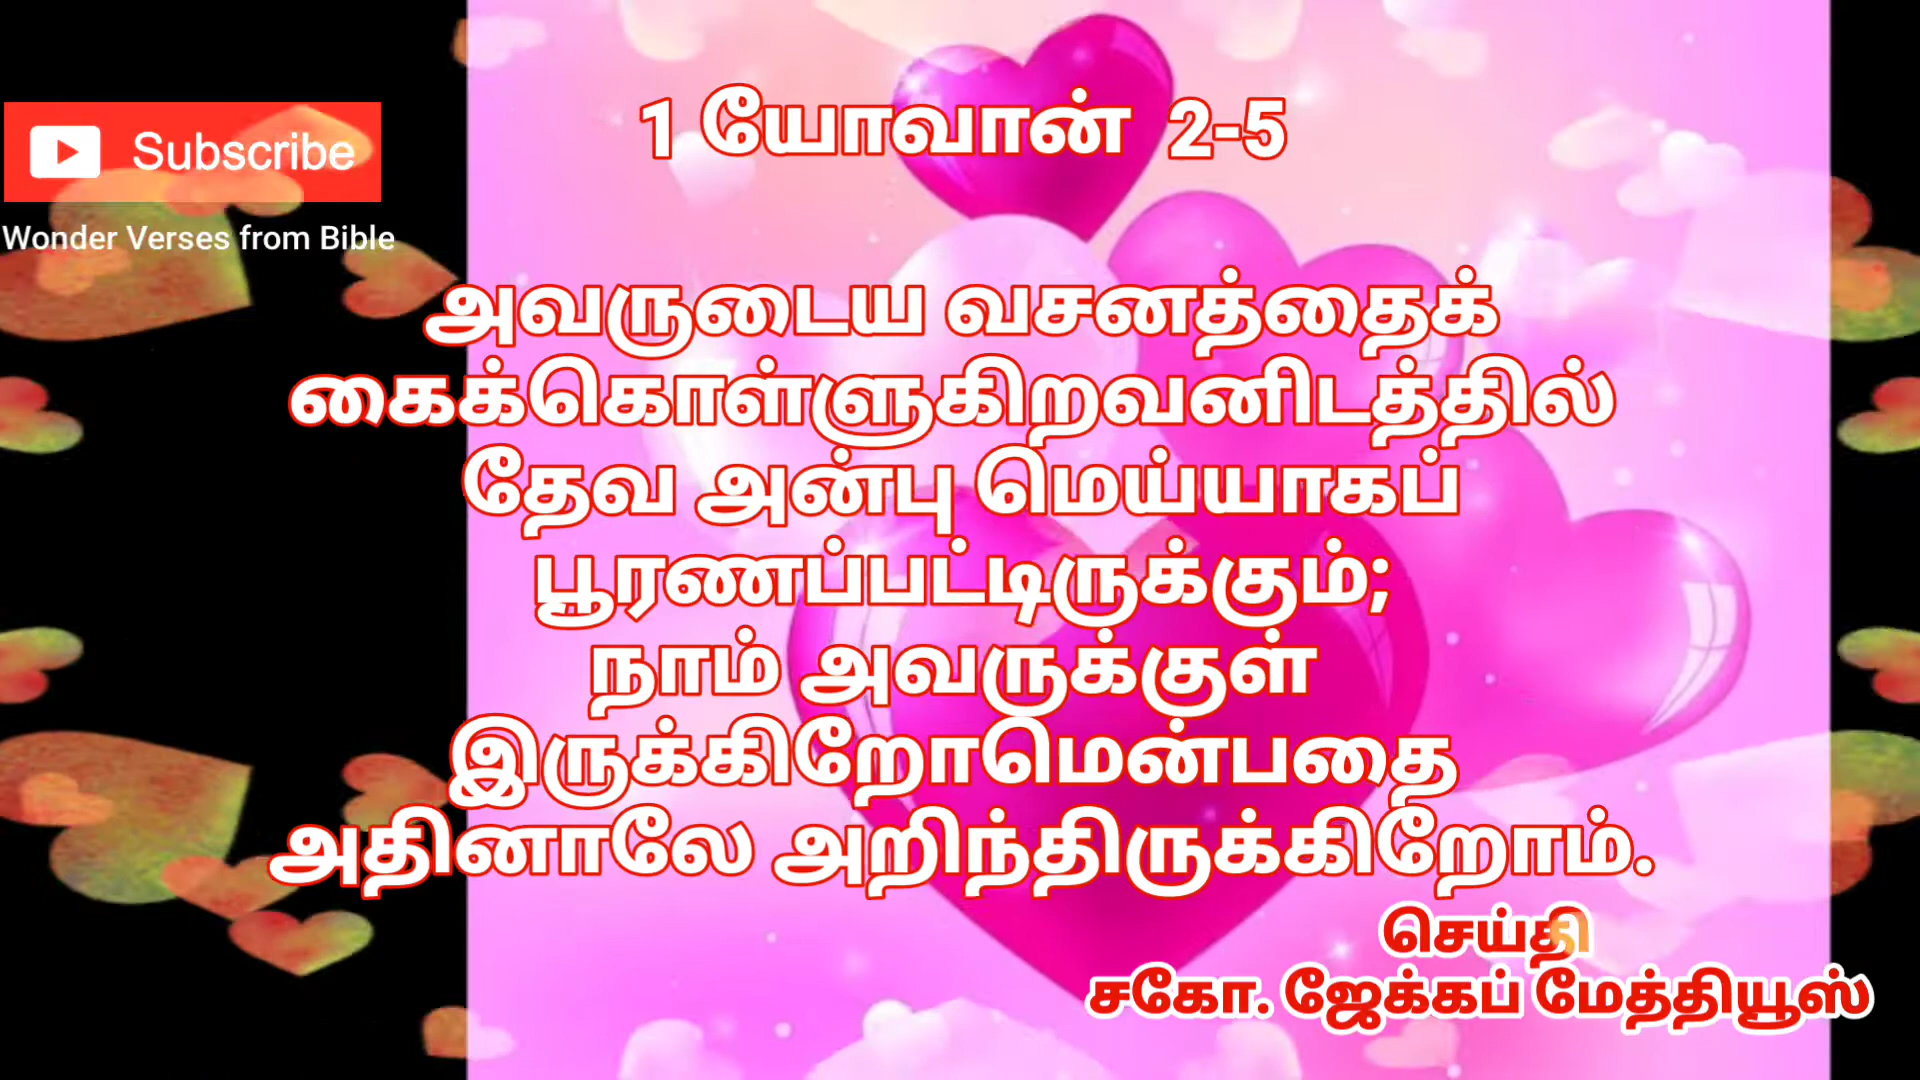 1 யோவான் 2-5
Subscribe
Wonder Verses from Bible
அவருடைய வசனத்தைக்
கைக்கொள்ளுகிறவனிடத்தில்
தேவ அன்பு மெய்யாகப்
பூரணப்பட்டிருக்கும்;
நாம் அவருக்குள்
இருக்கிறோமென்பதை
அதினாலே அறிந்திருக்கிறோம்.
செய்தி
சகோ. ஜேக்கப் மேத்தியூஸ்